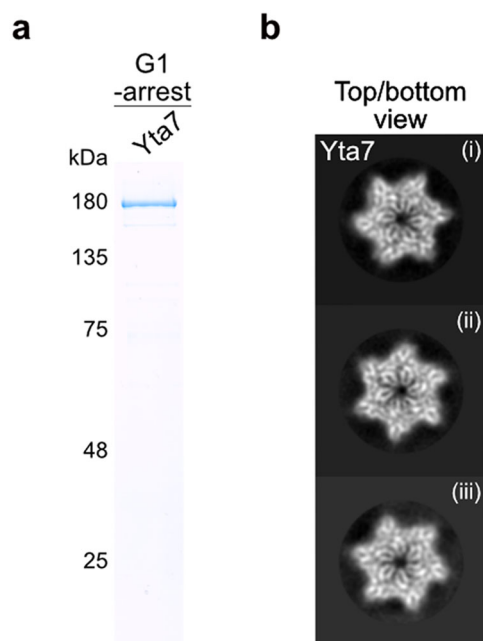 a
G1
-arrest
Yta7
kDa
180
135
75
48
25
b
Top/bottom
view
Yta7 (i)
(ii)
(iii)